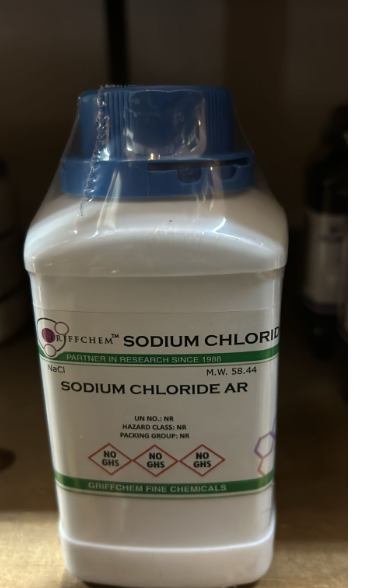 GRIFFCHEM™ SODIUM CHLORID
PARTNER IN RESEARCH SINCE 1988
NaCl M.W. 58.44
SODIUM CHLORIDE AR
UN NO.: NR
HAZARD CLASS: NR
PACKING GROUP: NR
NO GHS NO GHS NO GHS
GRIFFCHEM FINE CHEMICALS